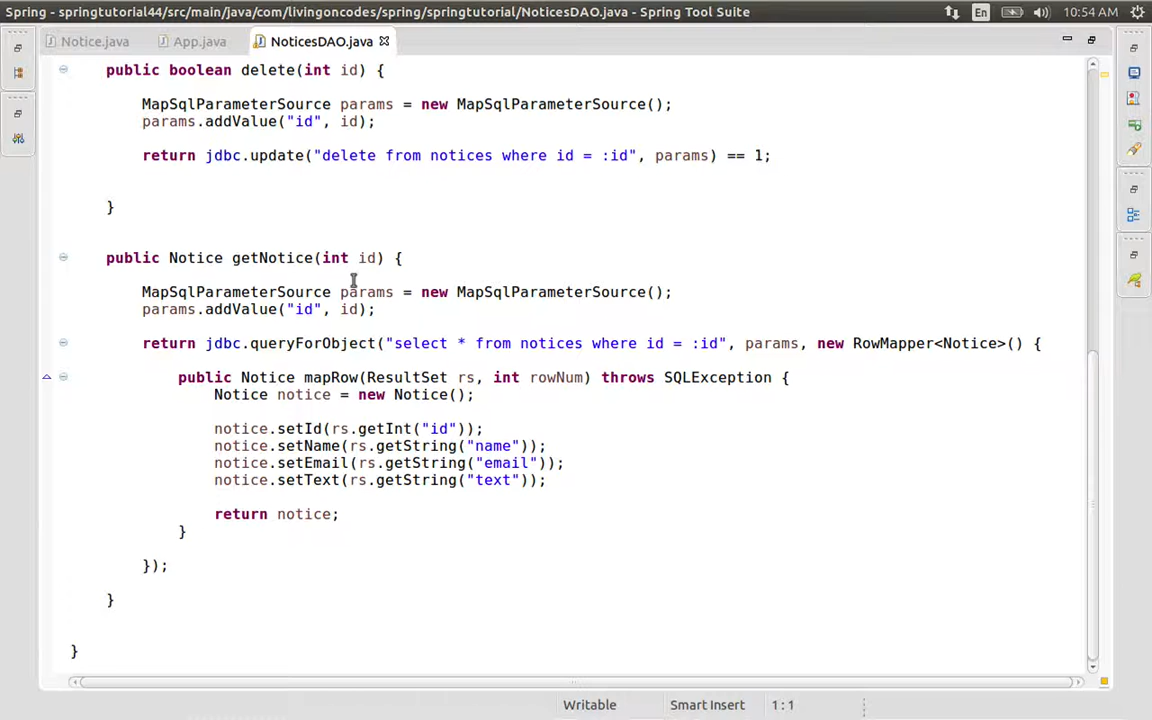 Spring - springtutorial44/src/main/java/com/livingoncodes/spring/springtutorial/NoticesDAO.java - Spring Tool Suite En 10:54 AM
Notice.java App.java NoticesDAO.java
public boolean delete(int id) {
MapSqlParameterSource params = new MapSqlParameterSource();
params.addValue("id", id);
return jdbc.update("delete from notices where id = :id", params) == 1;
}
public Notice getNotice(int id) {
MapSqlParameterSource params = new MapSqlParameterSource();
params.addValue("id", id);
return jdbc.queryForObject("select * from notices where id = :id", params, new RowMapper<Notice>() {
public Notice mapRow(ResultSet rs, int rowNum) throws SQLException {
Notice notice = new Notice();
notice.setId(rs.getInt("id"));
notice.setName(rs.getString("name"));
notice.setEmail(rs.getString("email"));
notice.setText(rs.getString("text"));
return notice;
}
});
}
}
Writable Smart Insert 1 : 1